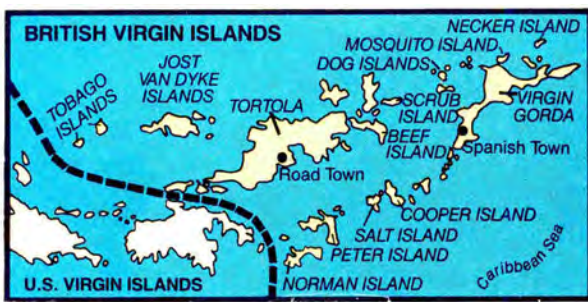 BRITISH VIRGIN ISLANDS
NECKER ISLAND
MOSQUITO ISLAND
DOG ISLANDS
JOST
VAN DYKE
ISLANDS
TOBAGO
ISLANDS
TORTOLA
SCRUB
ISLAND
VIRGIN
GORDA
BEEF
ISLAND
Spanish Town
Road Town
COOPER ISLAND
SALT ISLAND
PETER ISLAND
NORMAN ISLAND
U.S. VIRGIN ISLANDS
Caribbean Sea